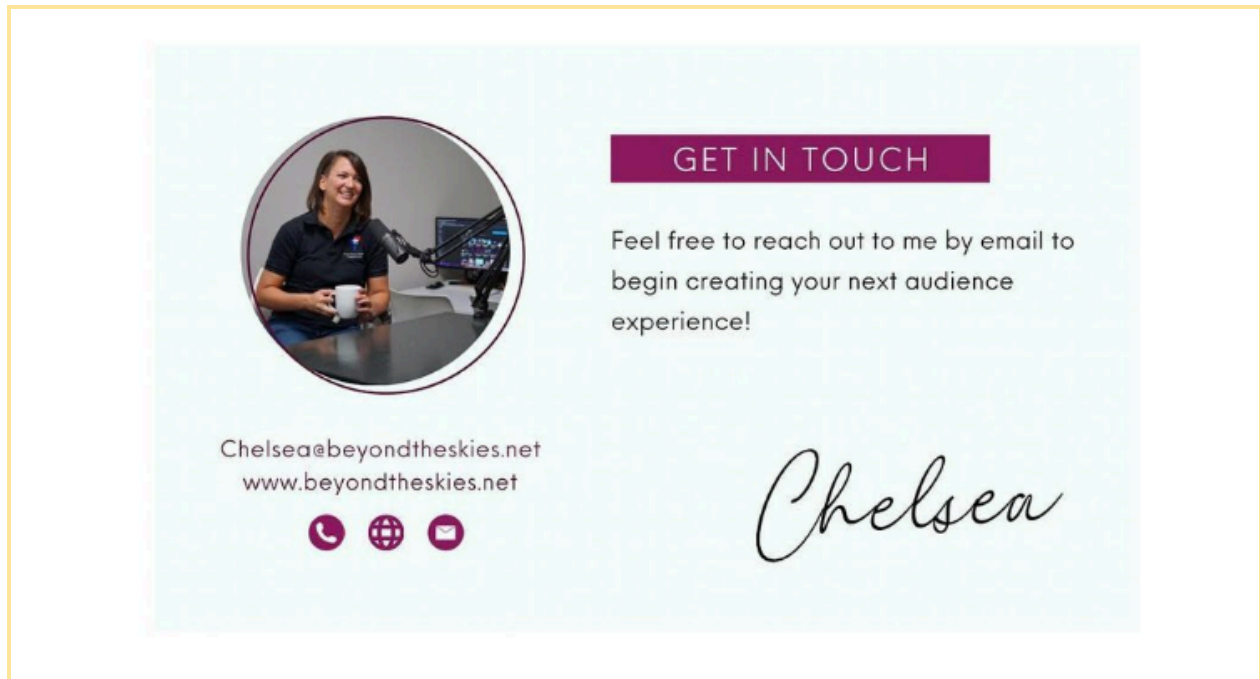 GET IN TOUCH
Feel free to reach out to me by email to
begin creating your next audience
experience!
Chelsea@beyondtheskies.net
www.beyondtheskies.net
Chelsea